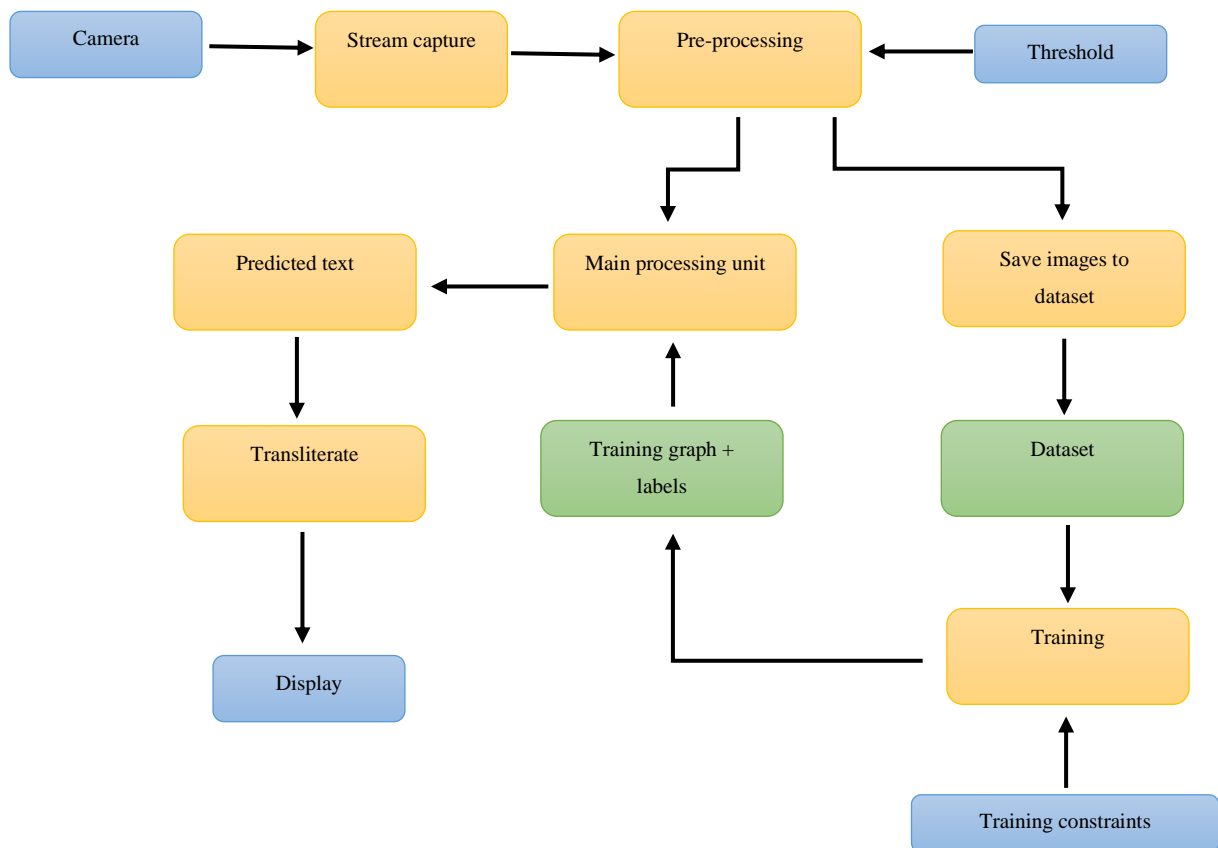 Camera
Stream capture
Pre-processing
Threshold
Predicted text
Main processing unit
Save images to
dataset
Transliterate
Training graph +
labels
Dataset
Training
Display
Training constraints